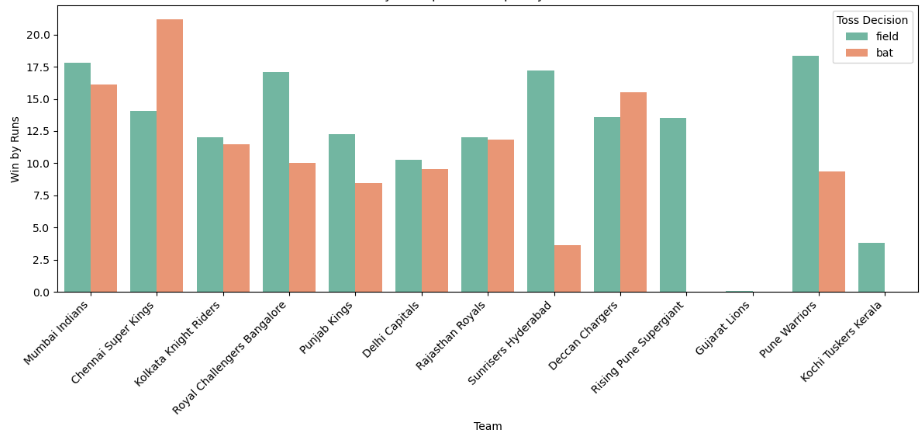 Toss Decision
field
bat
Win by Runs
20.0
17.5
15.0
12.5
10.0
7.5
5.0
2.5
0.0
Mumbai Indians
Chennai Super Kings
Kolkata Knight Riders
Royal Challengers Bangalore
Punjab Kings
Delhi Capitals
Rajasthan Royals
Sunrisers Hyderabad
Deccan Chargers
Rising Pune Supergiant
Gujarat Lions
Pune Warriors
Kochi Tuskers Kerala
Team